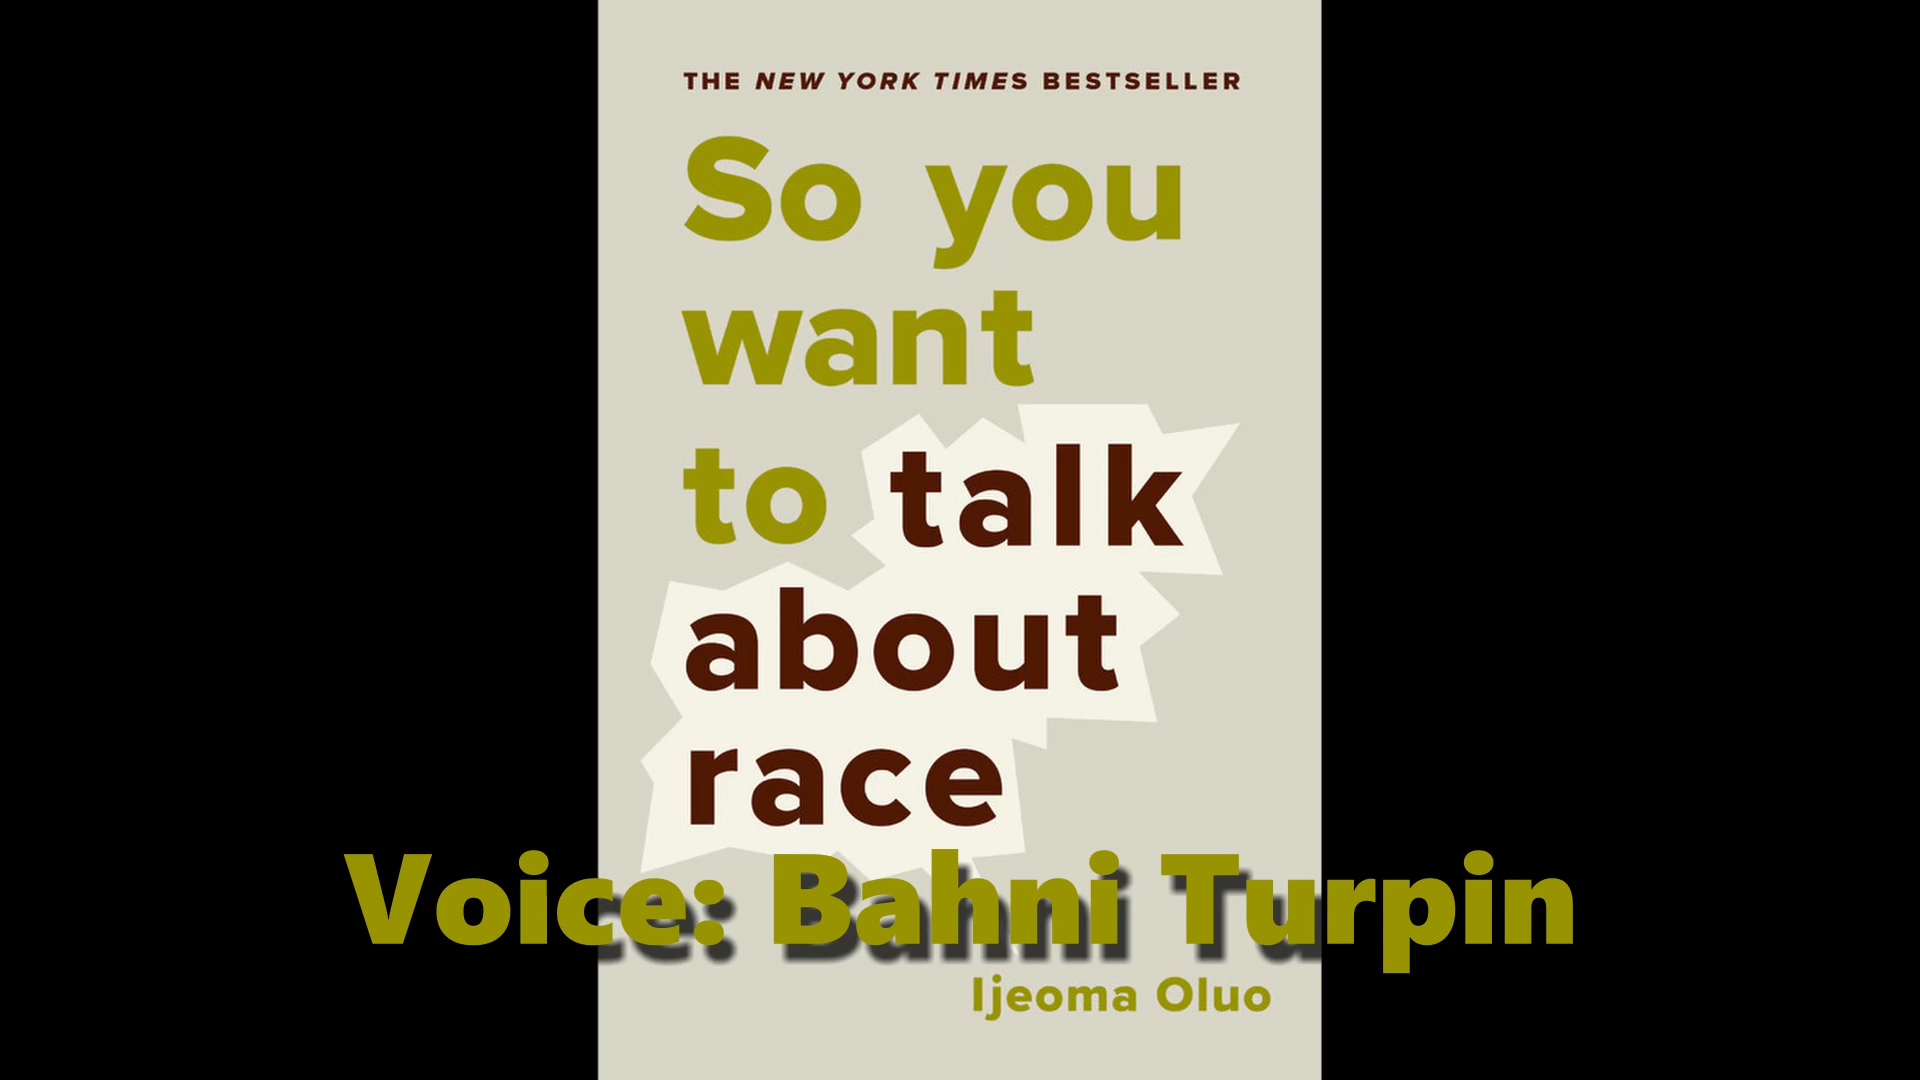 THE NEW YORK TIMES BESTSELLER
So you
want
to talk
about
race
Voice: Bahni Turpin
Ijeoma Oluo